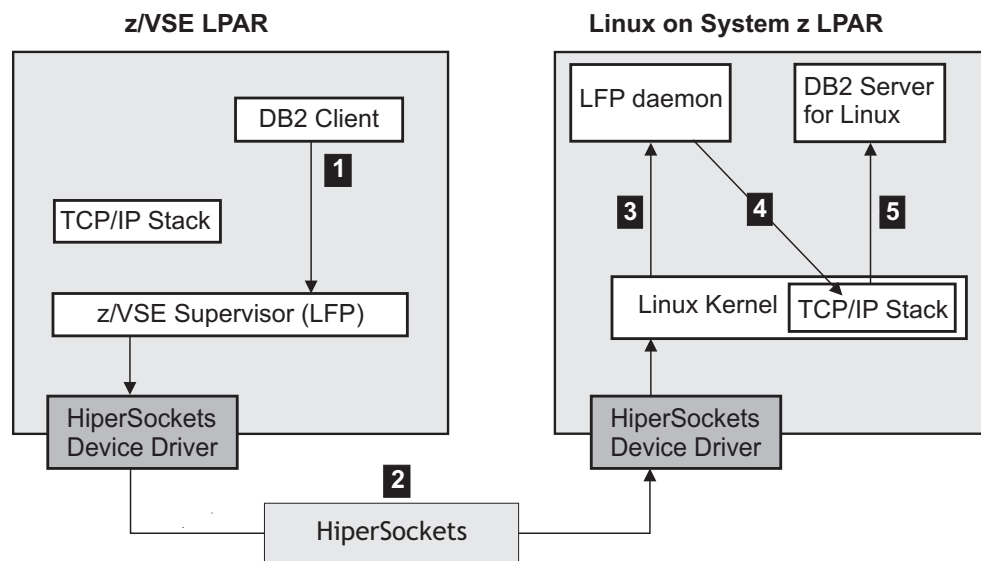 z/VSE LPAR
Linux on System z LPAR
DB2 Client
1
TCP/IP Stack
z/VSE Supervisor (LFP)
HiperSockets
Device Driver
2
HiperSockets
LFP daemon
DB2 Server
for Linux
3
4
5
Linux Kernel
TCP/IP Stack
HiperSockets
Device Driver